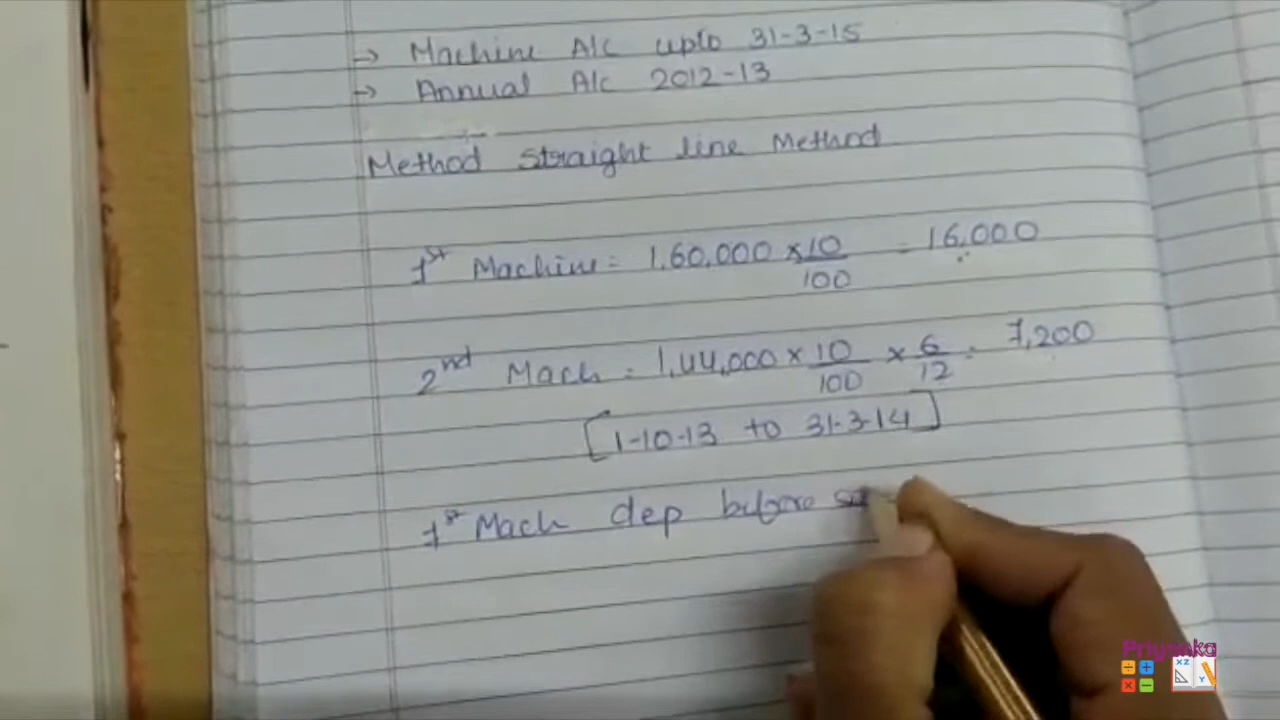 → Machine A/c upto 31-3-15
→ Annual A/c 2012-13
Method Straight line Method
1st Machine = 1,60,000 × 10/100 = 16,000
2nd Mach = 1,44,000 × 10/100 × 6/12 = 7,200
[1-10-13 to 31-3-14]
1st Mach dep before
Priyanka